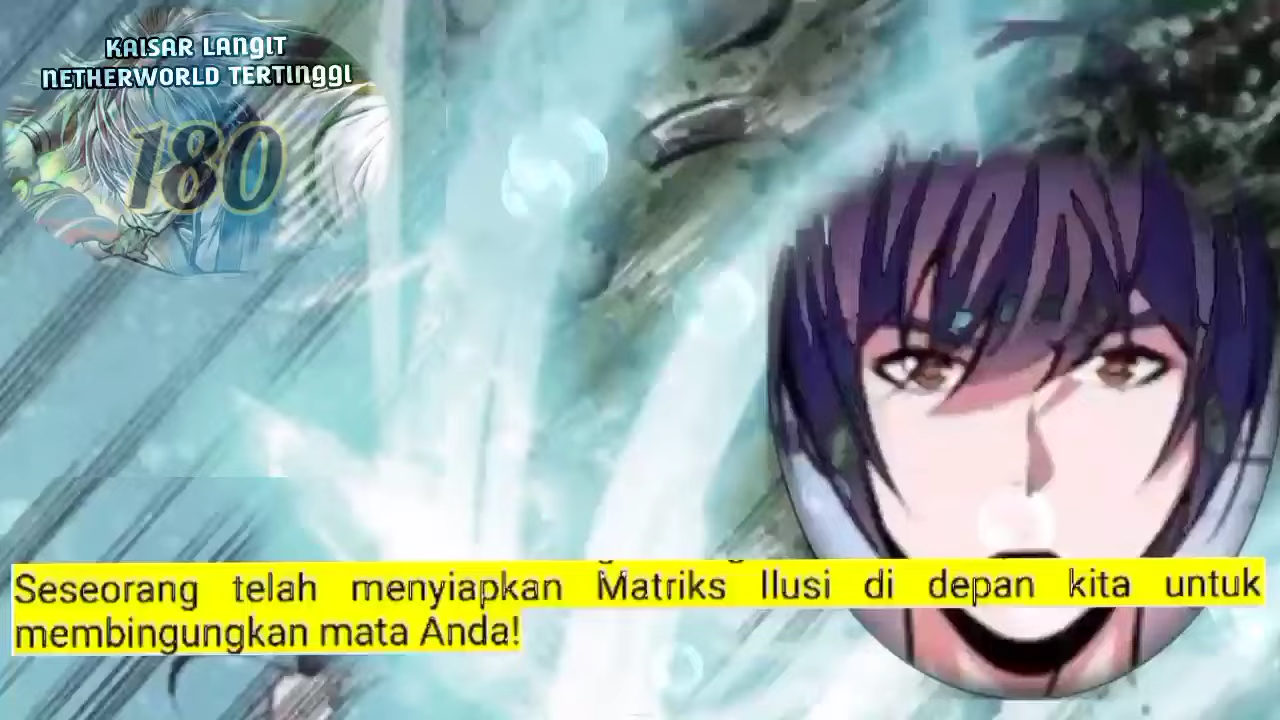 KAISAR LANGIT
NETHERWORLD TERTINGGI
180
Seseorang telah menyiapkan Matriks Ilusi di depan kita untuk
membingungkan mata Anda!